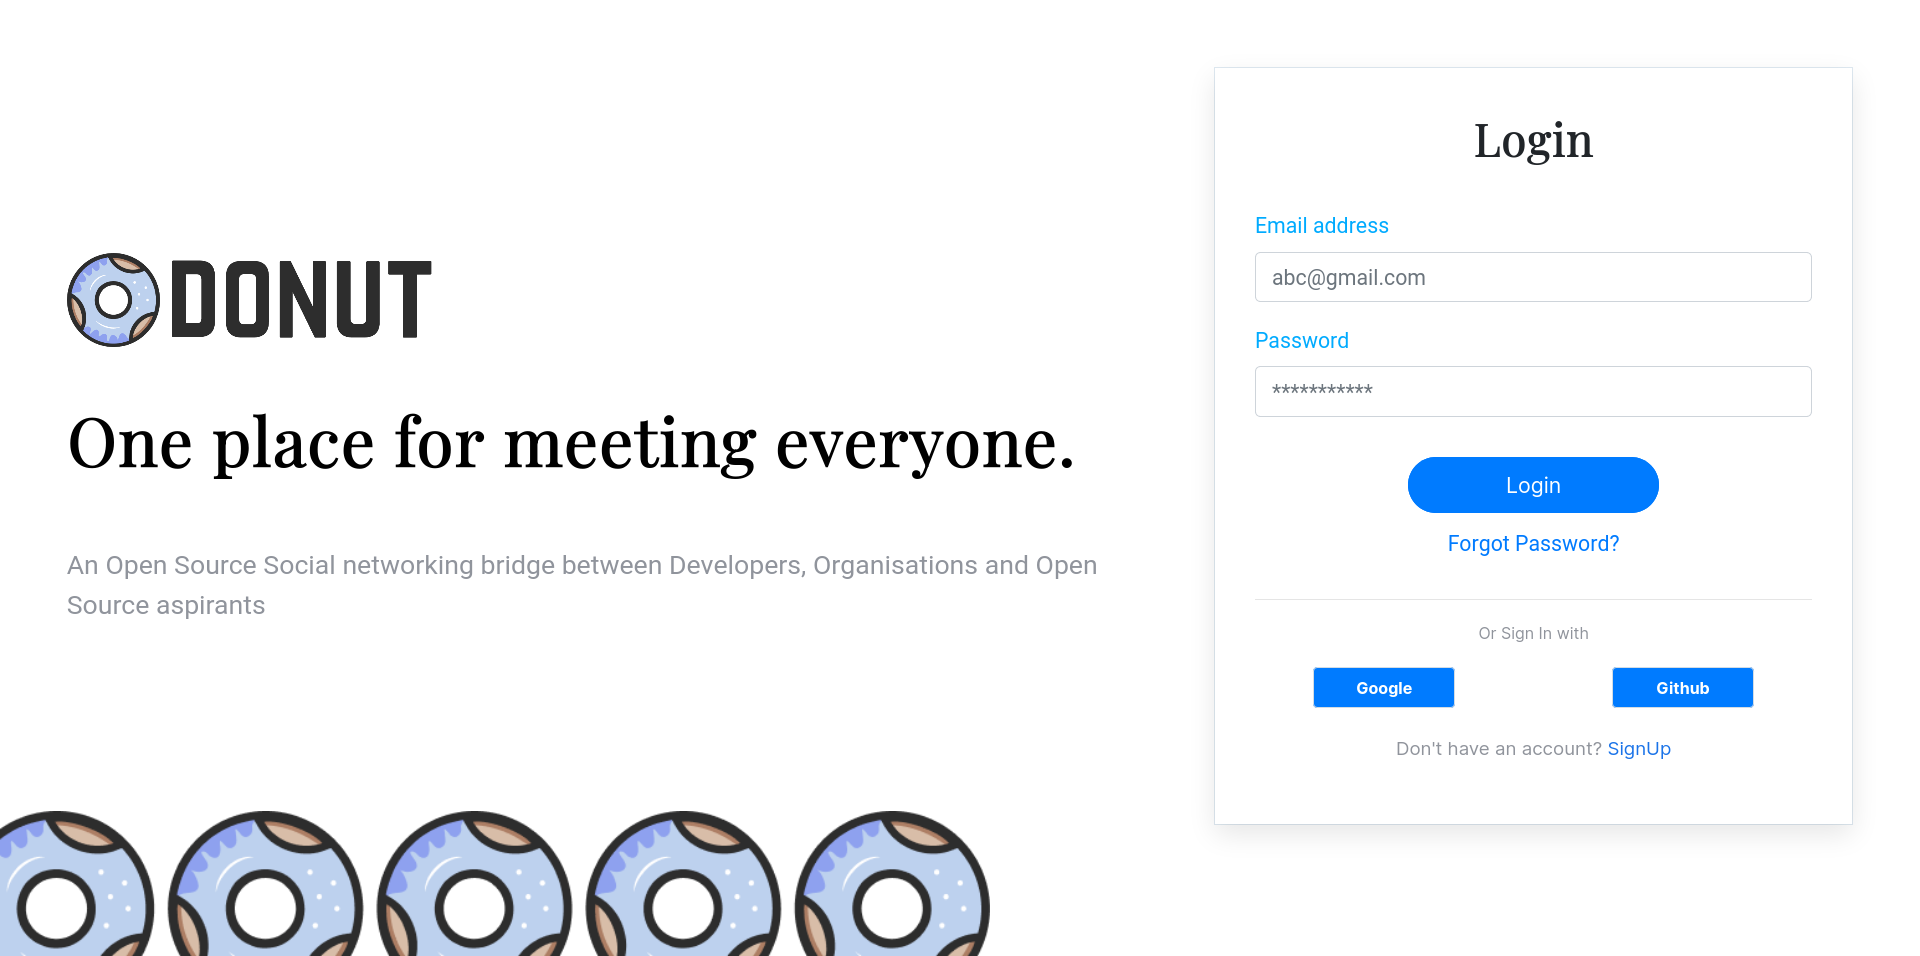 DONUT
One place for meeting everyone.
An Open Source Social networking bridge between Developers, Organisations and Open
Source aspirants
Login
Email address
abc@gmail.com
Password
***********
Login
Forgot Password?
Or Sign In with
Google
Github
Don't have an account? SignUp